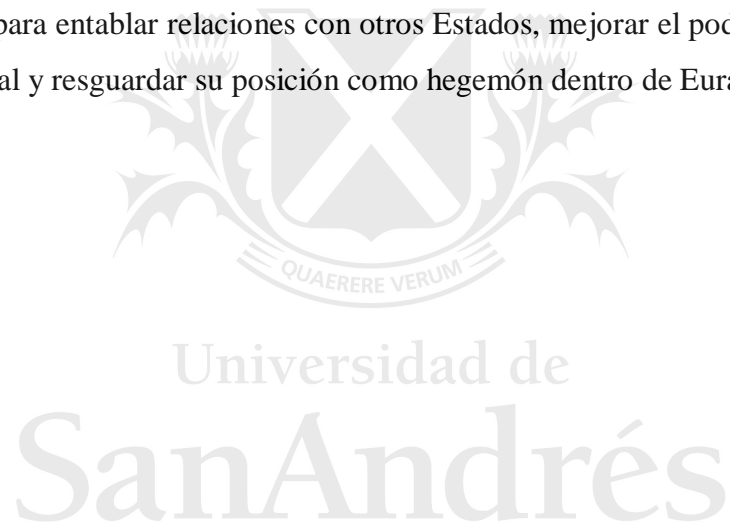 para entablar relaciones con otros Estados, mejorar el pod
al y resguardar su posición como hegemón dentro de Eura
QUAERERE VERUM
Universidad de
SanAndrés